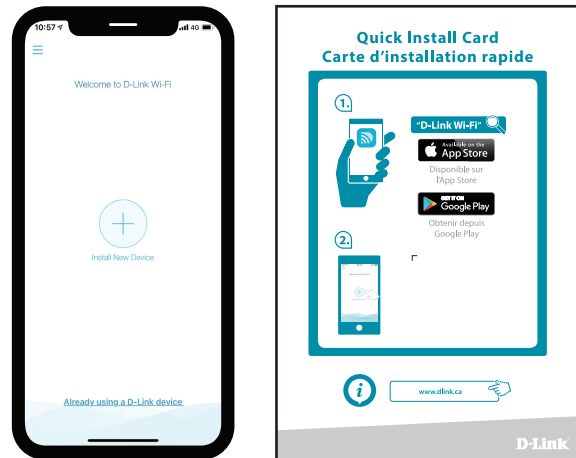 10:57
4G
Welcome to D-Link Wi-Fi
Install New Device
Already using a D-Link device
Quick Install Card
Carte d'installation rapide
1.
"D-Link Wi-Fi"
Available on the
App Store
Disponible sur
l'App Store
GET IT ON
Google Play
Obtenir depuis
Google Play
2.
i
www.dlink.ca
D-Link